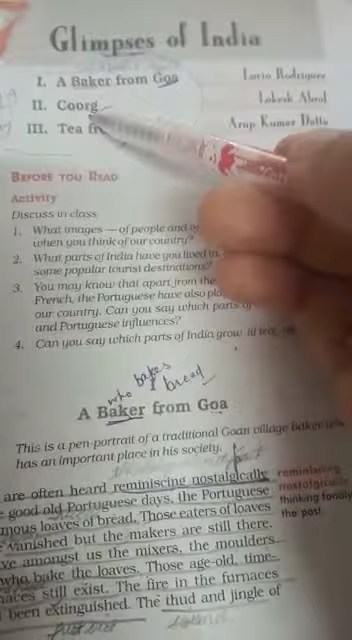 Glimpses of India
I. A Baker from Goa
Lucio Rodrigues
II. Coorg
Lokesh Abrol
III. Tea fr
Arup Kumar Datta
BEFORE YOU READ
Activity
Discuss in class
1. What images — of people and of
when you think of our country?
2. What parts of India have you lived in,
some popular tourist destinations?
3. You may know that apart from the
French, the Portuguese have also pla
our country. Can you say which parts of
and Portuguese influences?
4. Can you say which parts of India grow
who bakes
bread
A Baker from Goa
This is a pen-portrait of a traditional Goan village baker who
has an important place in his society.
are often heard reminiscing nostalgically
good old Portuguese days, the Portuguese
mous loaves of bread. Those eaters of loaves
vanished but the makers are still there.
ve amongst us the mixers, the moulders
who bake the loaves. Those age-old, time-
naces still exist. The fire in the furnaces
been extinguished. The thud and jingle of
reminiscing
nostalgically
thinking fondly
the past